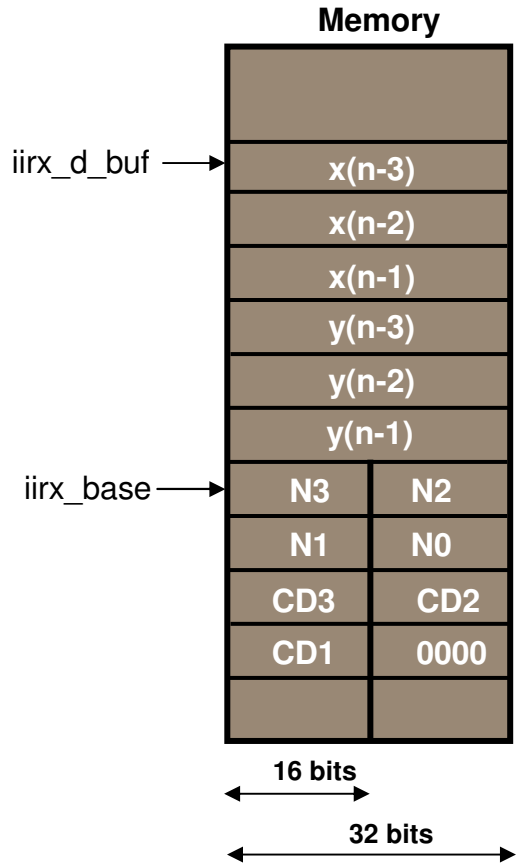 Memory
iirx_d_buf
x(n-3)
x(n-2)
x(n-1)
y(n-3)
y(n-2)
y(n-1)
iirx_base
N3 N2
N1 N0
CD3 CD2
CD1 0000
16 bits
32 bits